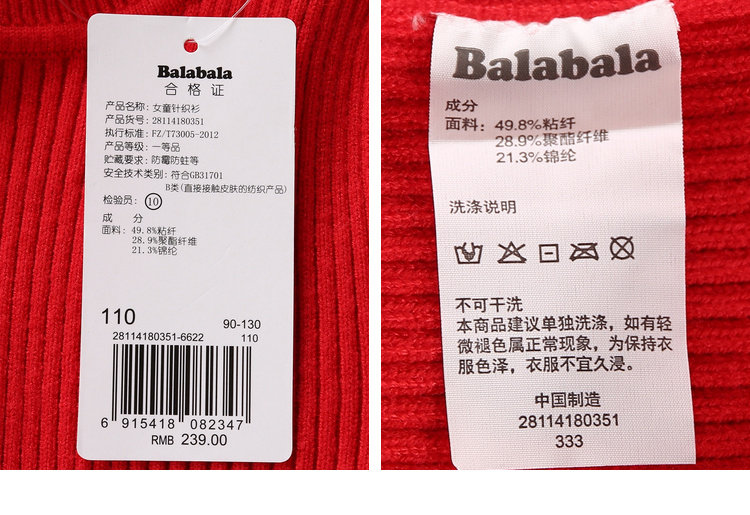 Balabala
合格证
产品名称: 女童针织衫
产品货号: 28114180351
执行标准: FZ/T73005-2012
产品等级: 一等品
贮藏要求: 防霉防蛀等
安全技术类别: 符合GB31701
B类(直接接触皮肤的纺织产品)
检验员: 10
成 分
面料: 49.8%粘纤
28.9%聚酯纤维
21.3%锦纶
110 90-130
28114180351-6622 110
6 915418 082347
RMB 239.00
Balabala
成分
面料: 49.8%粘纤
28.9%聚酯纤维
21.3%锦纶
洗涤说明
不可干洗
本商品建议单独洗涤, 如有轻
微褪色属正常现象, 为保持衣
服色泽, 衣服不宜久浸。
中国制造
28114180351
333